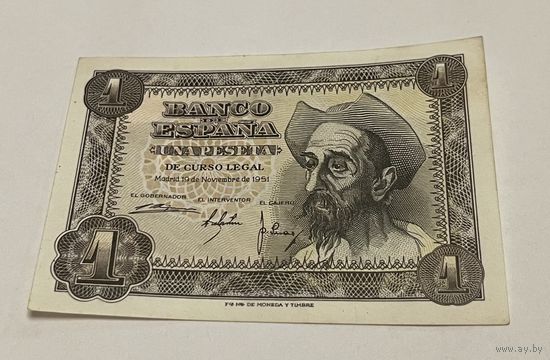 1 1
BANCO
DE
ESPAÑA
UNA PESETA
DE CURSO LEGAL
Madrid 19 de Noviembre de 1951
EL GOBERNADOR EL INTERVENTOR EL CAJERO
1 1
DE MONEDA Y TIMBRE
www.ay.by